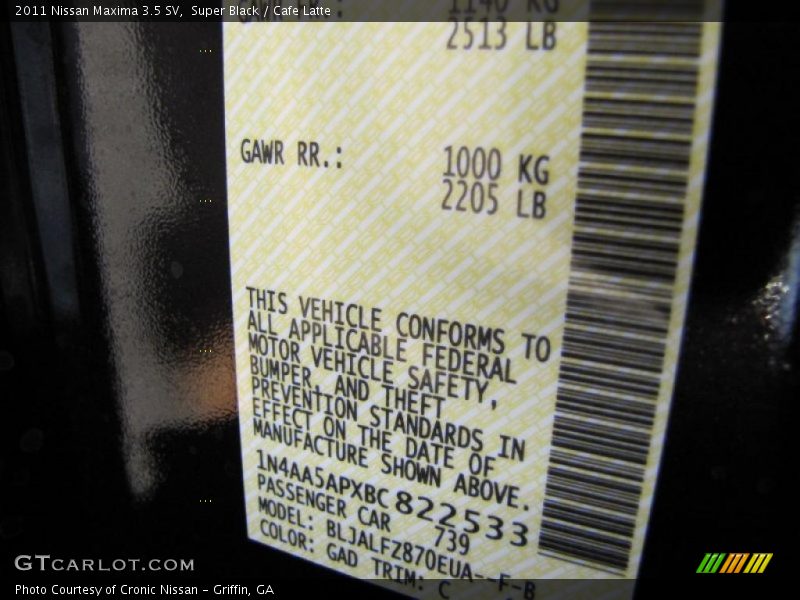 2011 Nissan Maxima 3.5 SV,  Super Black / Cafe Latte
1140 KG
2513 LB
GAWR RR.: 1000 KG
2205 LB
THIS VEHICLE CONFORMS TO
ALL APPLICABLE FEDERAL
MOTOR VEHICLE SAFETY,
BUMPER, AND THEFT
PREVENTION STANDARDS IN
EFFECT ON THE DATE OF
MANUFACTURE SHOWN ABOVE.
1N4AA5APXBC822533
PASSENGER CAR 739
MODEL: BLJALFZ870EUA--F-B
COLOR: GAD TRIM: C
GTCARLOT.COM
Photo Courtesy of Cronic Nissan – Griffin, GA